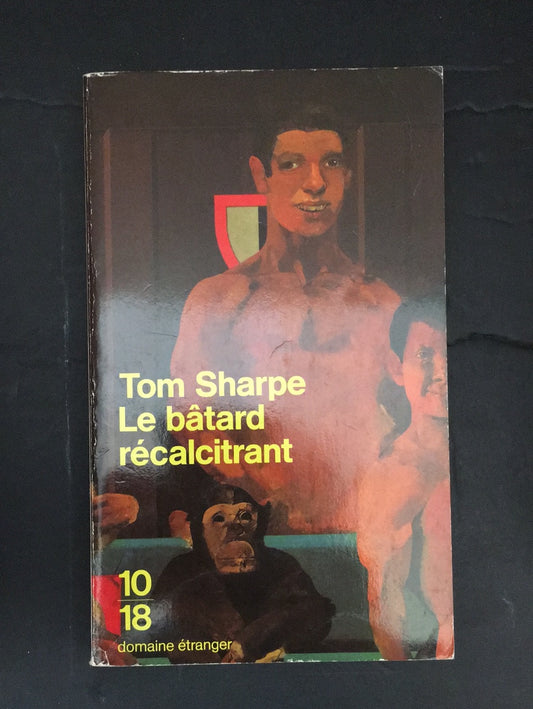 Tom Sharpe
Le bâtard
récalcitrant
10
18
domaine étranger